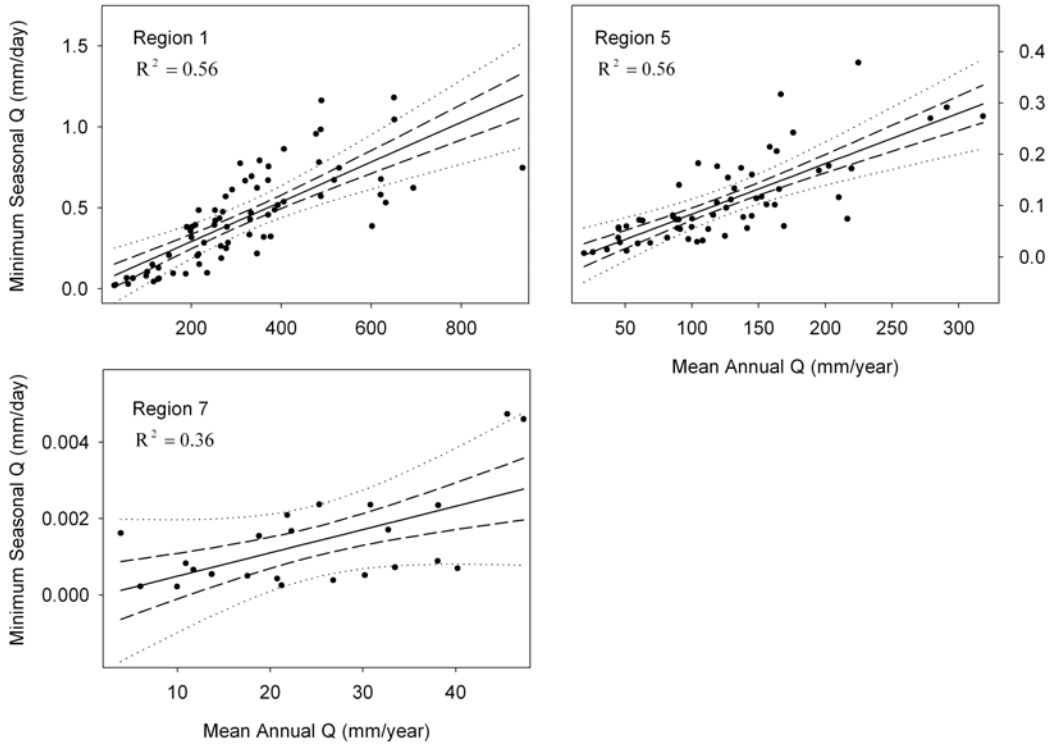 Minimum Seasonal Q (mm/day)
1.5
1.0
0.5
0.0
Region 1
R² = 0.56
200 400 600 800
Region 5
R² = 0.56
0.4
0.3
0.2
0.1
0.0
50 100 150 200 250 300
Mean Annual Q (mm/year)
Minimum Seasonal Q (mm/day)
0.004
0.002
0.000
Region 7
R² = 0.36
10 20 30 40
Mean Annual Q (mm/year)